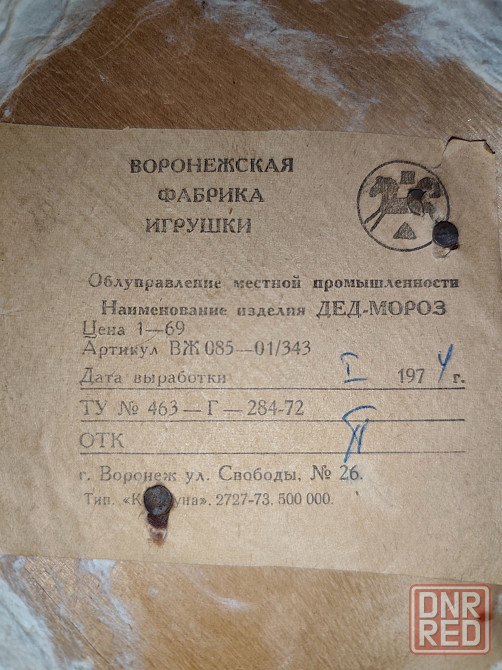 ВОРОНЕЖСКАЯ
ФАБРИКА
ИГРУШКИ
Облуправление местной промышленности
Наименование изделия ДЕД-МОРОЗ
Цена 1—69
Артикул ВЖ 085—01/343
Дата выработки I 1974 г.
ТУ № 463 — Г — 284-72
ОТК
г. Воронеж ул. Свободы, № 26.
Тип. 2727-73. 500 000.
DNR
RED